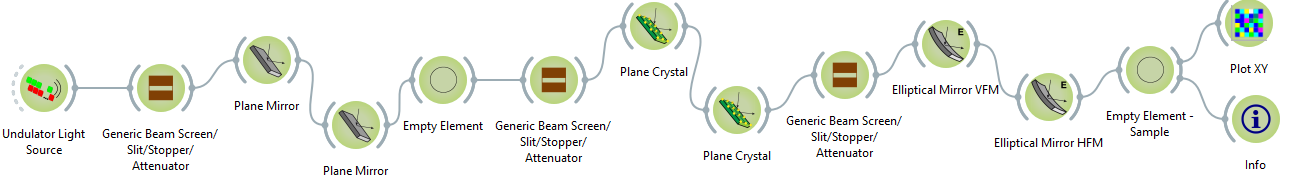 Undulator Light
Source
Generic Beam Screen/
Slit/Stopper/
Attenuator
Plane Mirror
Plane Mirror
Empty Element
Generic Beam Screen/
Slit/Stopper/
Attenuator
Plane Crystal
Plane Crystal
Generic Beam Screen/
Slit/Stopper/
Attenuator
E
Elliptical Mirror VFM
E
Elliptical Mirror HFM
Empty Element -
Sample
Plot XY
i
Info